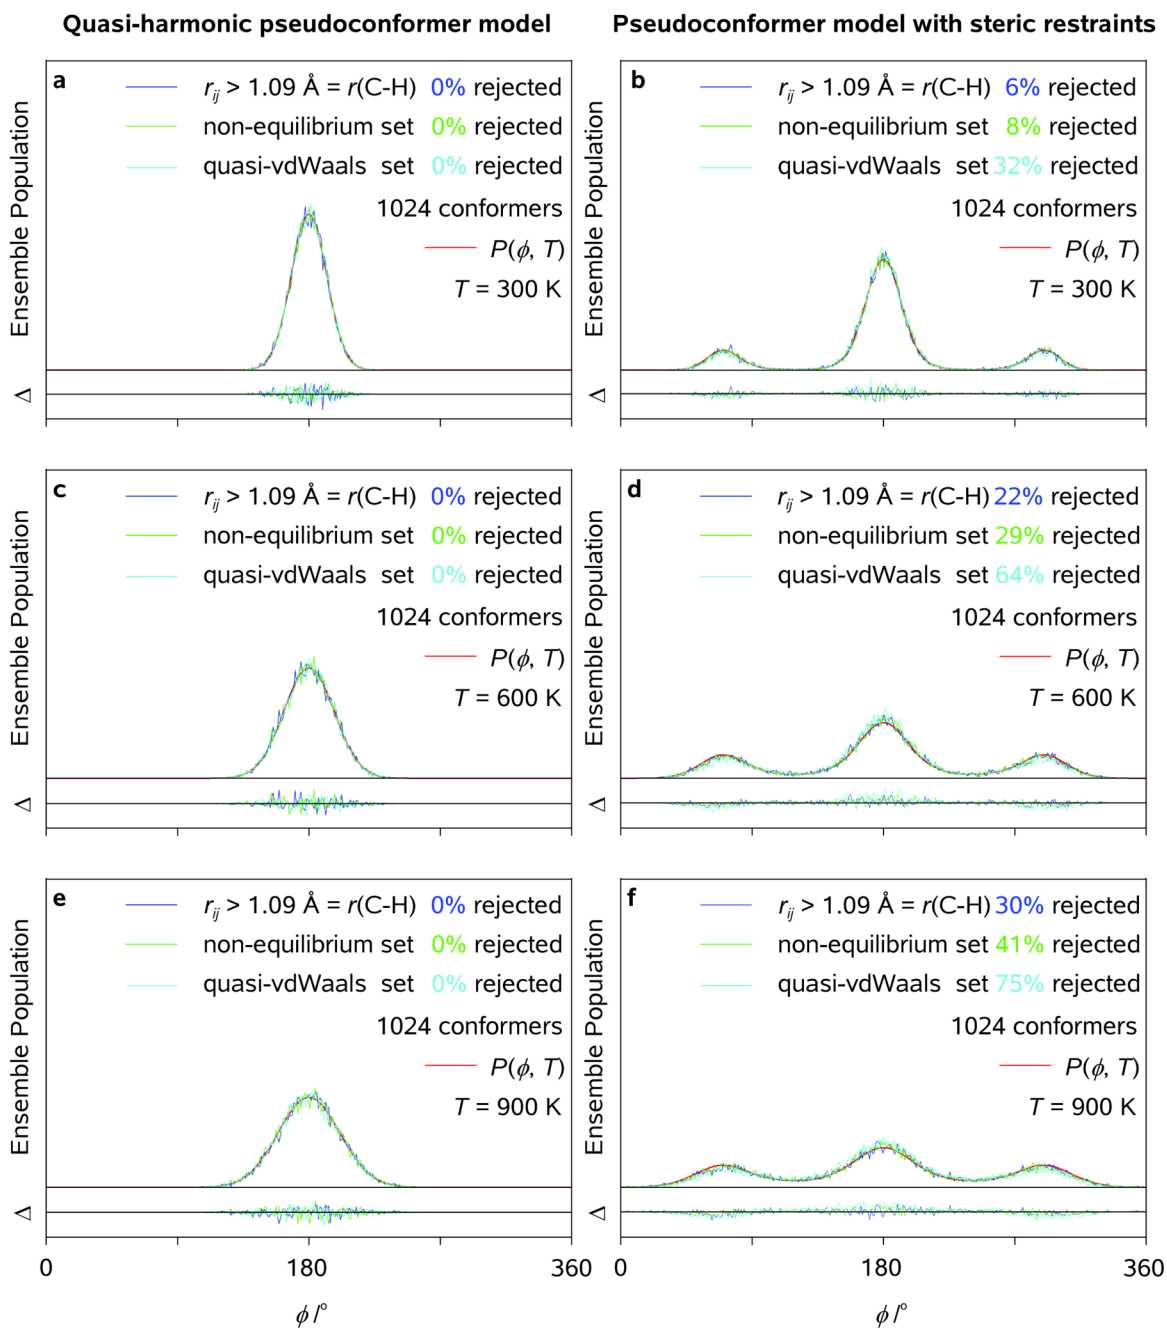 Quasi-harmonic pseudoconformer model
Pseudoconformer model with steric restraints
a
Ensemble Population
r_ij > 1.09 Å = r(C-H) 0% rejected
non-equilibrium set 0% rejected
quasi-vdWaals set 0% rejected
1024 conformers
P(ϕ, T)
T = 300 K
Δ
b
Ensemble Population
r_ij > 1.09 Å = r(C-H) 6% rejected
non-equilibrium set 8% rejected
quasi-vdWaals set 32% rejected
1024 conformers
P(ϕ, T)
T = 300 K
Δ
c
Ensemble Population
r_ij > 1.09 Å = r(C-H) 0% rejected
non-equilibrium set 0% rejected
quasi-vdWaals set 0% rejected
1024 conformers
P(ϕ, T)
T = 600 K
Δ
d
Ensemble Population
r_ij > 1.09 Å = r(C-H) 22% rejected
non-equilibrium set 29% rejected
quasi-vdWaals set 64% rejected
1024 conformers
P(ϕ, T)
T = 600 K
Δ
e
Ensemble Population
r_ij > 1.09 Å = r(C-H) 0% rejected
non-equilibrium set 0% rejected
quasi-vdWaals set 0% rejected
1024 conformers
P(ϕ, T)
T = 900 K
Δ
0 180 360
ϕ /°
f
Ensemble Population
r_ij > 1.09 Å = r(C-H) 30% rejected
non-equilibrium set 41% rejected
quasi-vdWaals set 75% rejected
1024 conformers
P(ϕ, T)
T = 900 K
Δ
0 180 360
ϕ /°